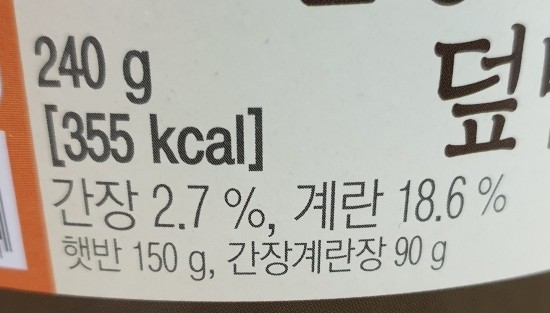 240 g
[355 kcal]
덮
간장 2.7 %, 계란 18.6 %
햇반 150 g, 간장계란장 90 g